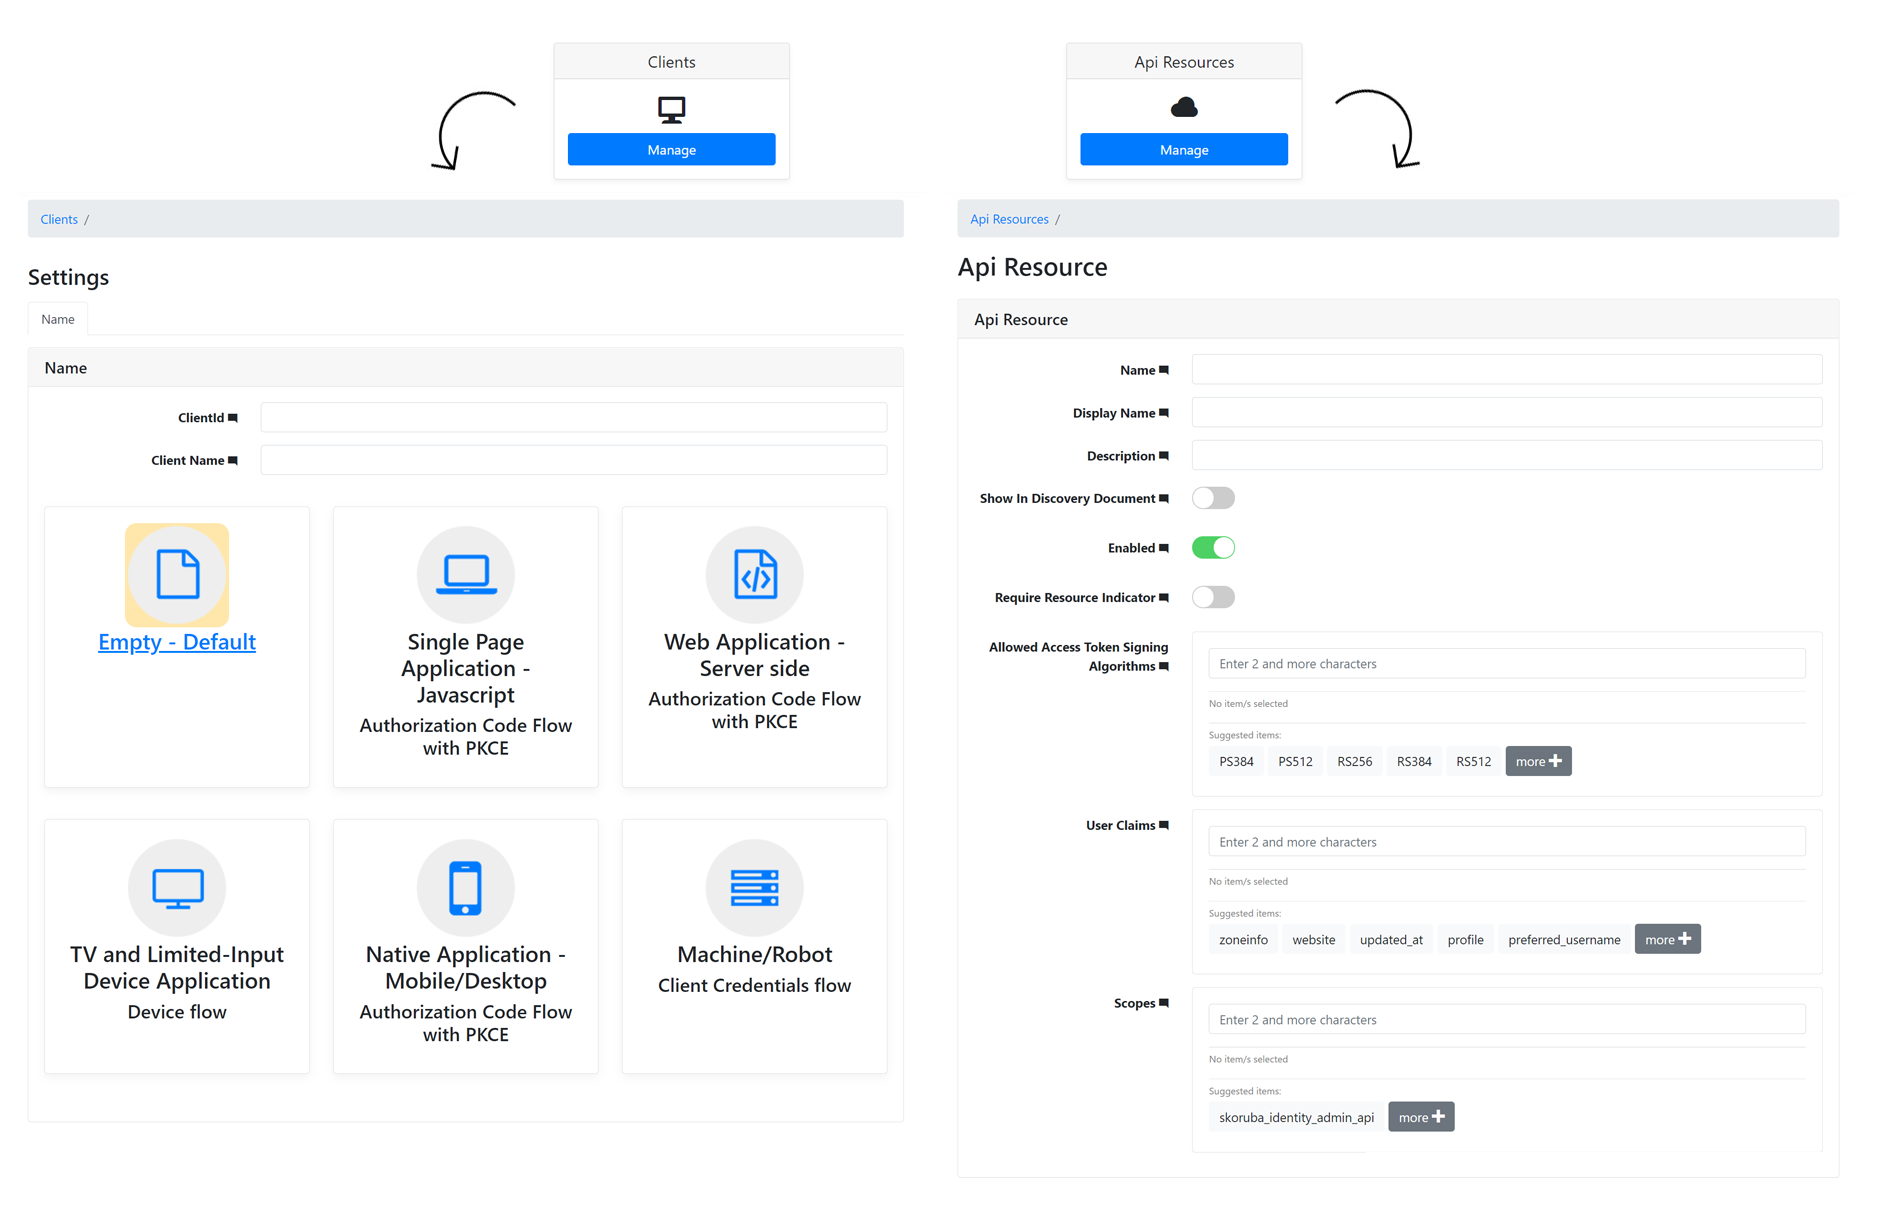 Clients
Manage
Api Resources
Manage
Clients /
Settings
Name
Name
ClientId
Client Name
Empty - Default
Single Page
Application -
Javascript
Authorization Code Flow
with PKCE
Web Application -
Server side
Authorization Code Flow
with PKCE
TV and Limited-Input
Device Application
Device flow
Native Application -
Mobile/Desktop
Authorization Code Flow
with PKCE
Machine/Robot
Client Credentials flow
Api Resources /
Api Resource
Api Resource
Name
Display Name
Description
Show In Discovery Document
Enabled
Require Resource Indicator
Allowed Access Token Signing
Algorithms
Enter 2 and more characters
No item/s selected
Suggested items:
PS384 PS512 RS256 RS384 RS512 more
User Claims
Enter 2 and more characters
No item/s selected
Suggested items:
zoneinfo website updated_at profile preferred_username more
Scopes
Enter 2 and more characters
No item/s selected
Suggested items:
skoruba_identity_admin_api more